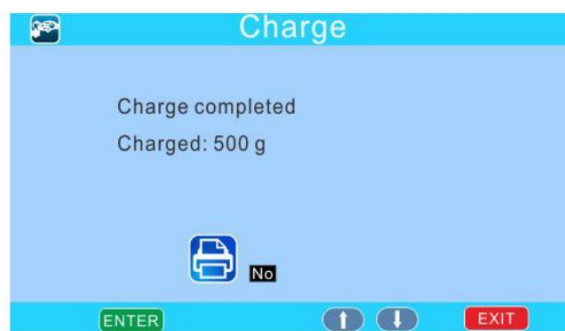 Charge
Charge completed
Charged: 500 g
No
ENTER
EXIT